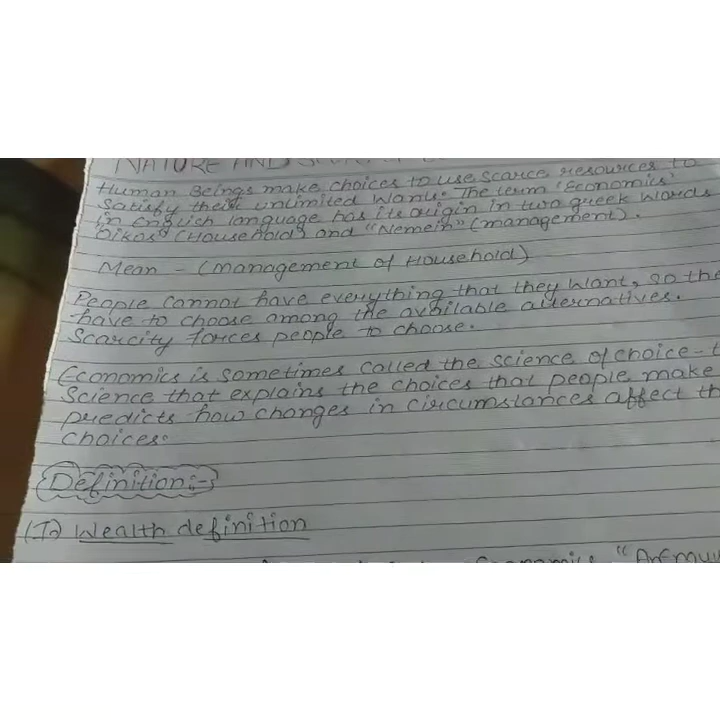 NATURE AND
Human Beings make choices to use scarce resources to
Satisfy their unlimited wants. The term 'Economics'
in English language has its origin in two greek words
"Oikos" (Household) and "Nemein" (management).
Mean - (management of Household)
People Cannot have everything that they want, so the
have to choose among the available alternatives.
Scarcity forces people to choose.
Economics is sometimes called the science of choice - t
Science that explains the choices that people make
predicts how changes in circumstances affect th
Choices.
Definition:-
(I) Wealth definition